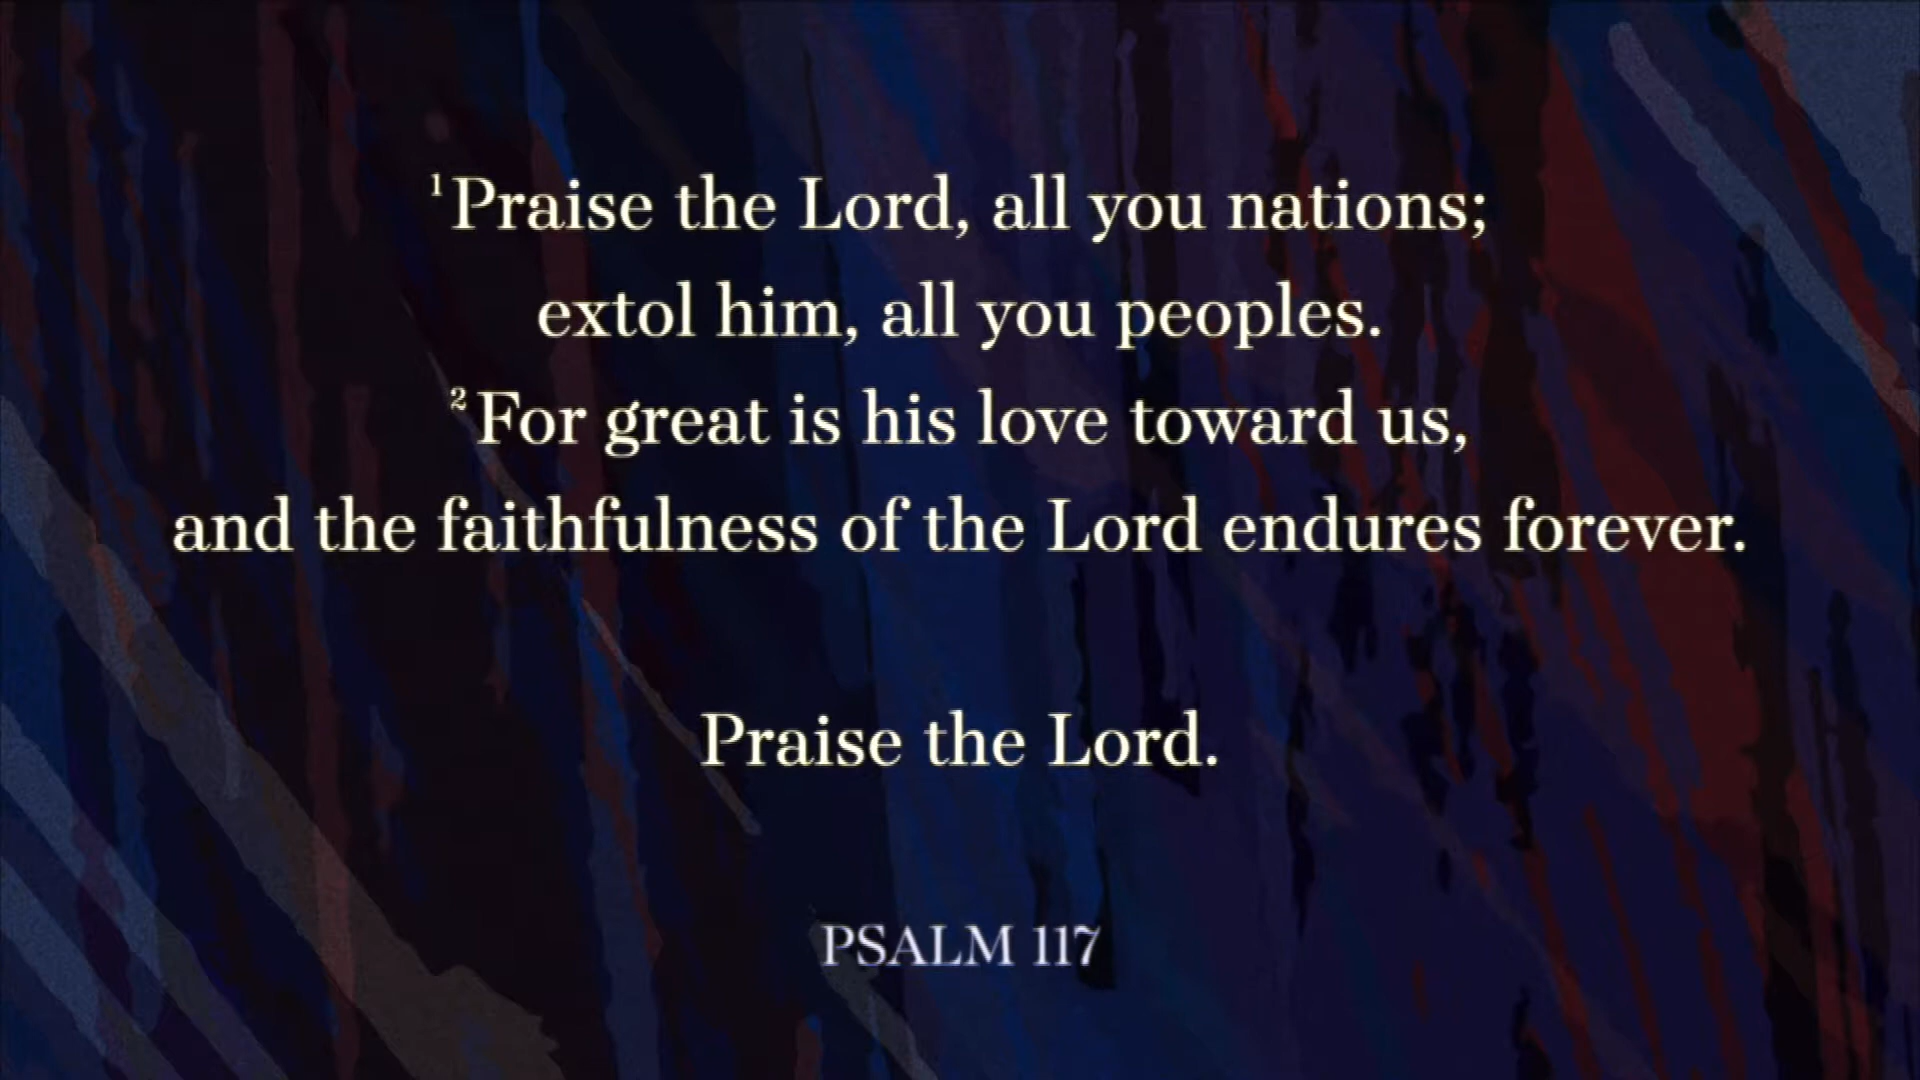 ¹Praise the Lord, all you nations;
extol him, all you peoples.
²For great is his love toward us,
and the faithfulness of the Lord endures forever.
Praise the Lord.
PSALM 117